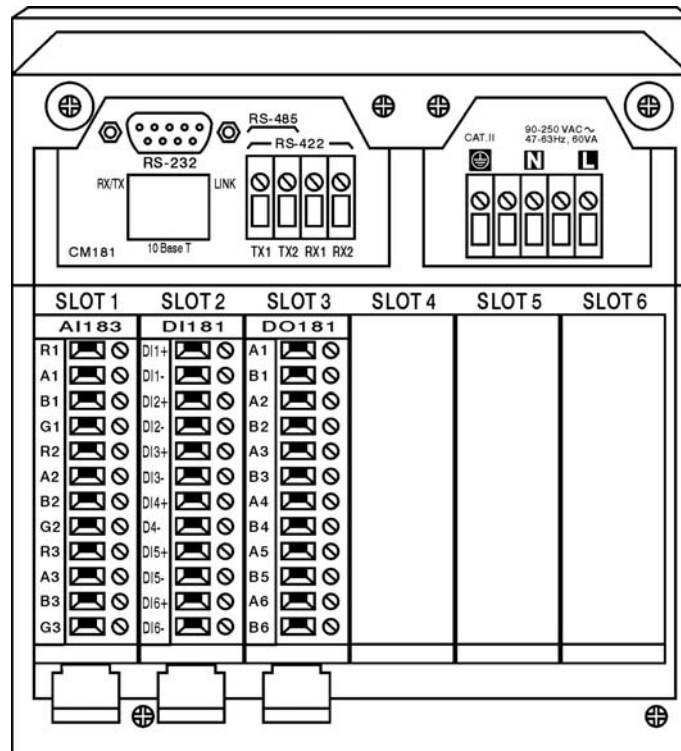 RS-485
RS-422
RS-232
RX/TX
LINK
10 Base T
CM181
TX1 TX2 RX1 RX2
CAT.II
90-250 VAC~
47-63Hz, 60VA
N
L
SLOT 1 SLOT 2 SLOT 3 SLOT 4 SLOT 5 SLOT 6
AI183 DI181 DO181
R1 DI1+ A1
A1 DI1- B1
B1 DI2+ A2
G1 DI2- B2
R2 DI3+ A3
A2 DI3- B3
B2 DI4+ A4
G2 D4- B4
R3 DI5+ A5
A3 DI5- B5
B3 DI6+ A6
G3 DI6- B6